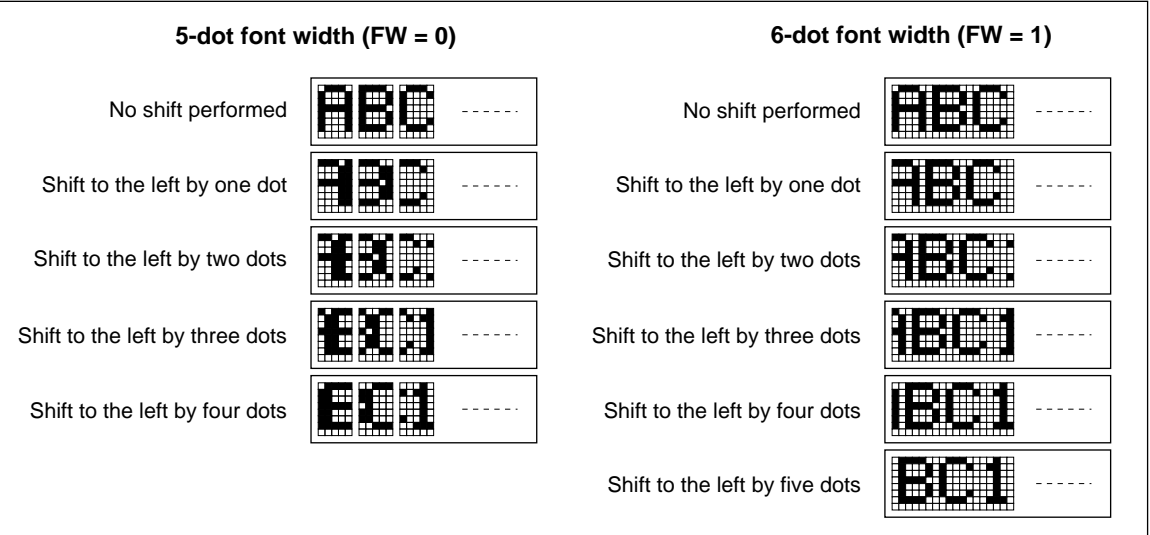 5-dot font width (FW = 0)
No shift performed
ABC
Shift to the left by one dot
Shift to the left by two dots
Shift to the left by three dots
Shift to the left by four dots
6-dot font width (FW = 1)
No shift performed
ABC
Shift to the left by one dot
Shift to the left by two dots
Shift to the left by three dots
Shift to the left by four dots
Shift to the left by five dots
BC1